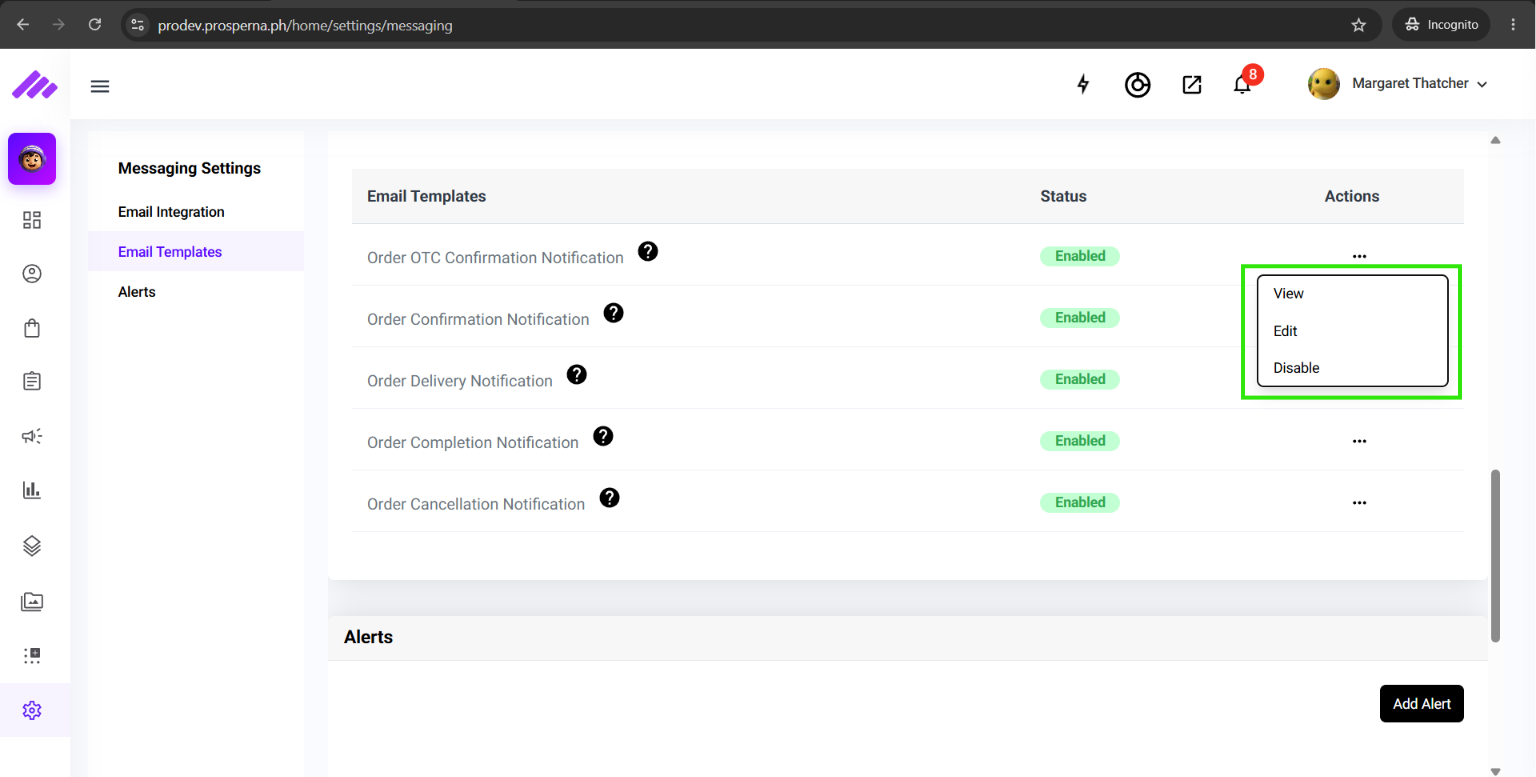 prodev.prosperna.ph/home/settings/messaging
Incognito
8
Margaret Thatcher
Messaging Settings
Email Integration
Email Templates
Alerts
Email Templates Status Actions
Order OTC Confirmation Notification ? Enabled ...
View
Order Confirmation Notification ? Enabled
Edit
Disable
Order Delivery Notification ? Enabled
Order Completion Notification ? Enabled ...
Order Cancellation Notification ? Enabled ...
Alerts
Add Alert